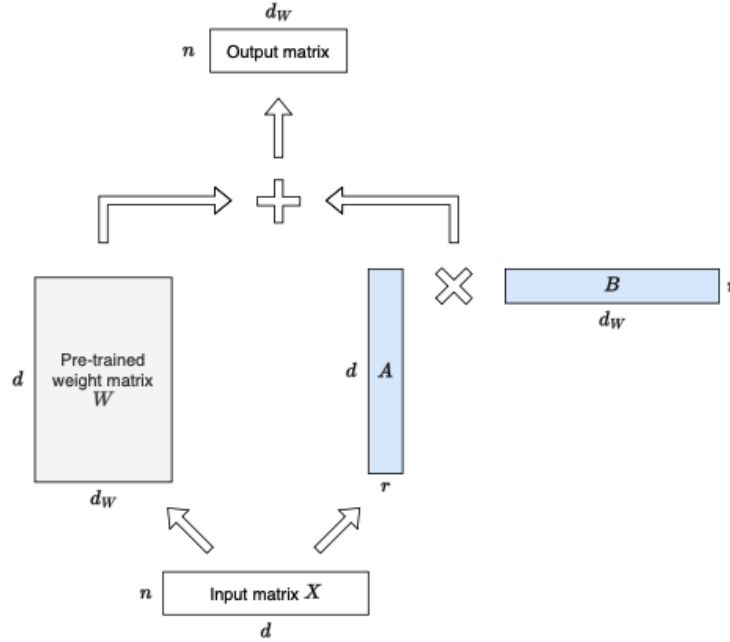 d_W
n
Output matrix
B
d_W
d
Pre-trained
weight matrix
W
d
A
d_W
r
n
Input matrix X
d